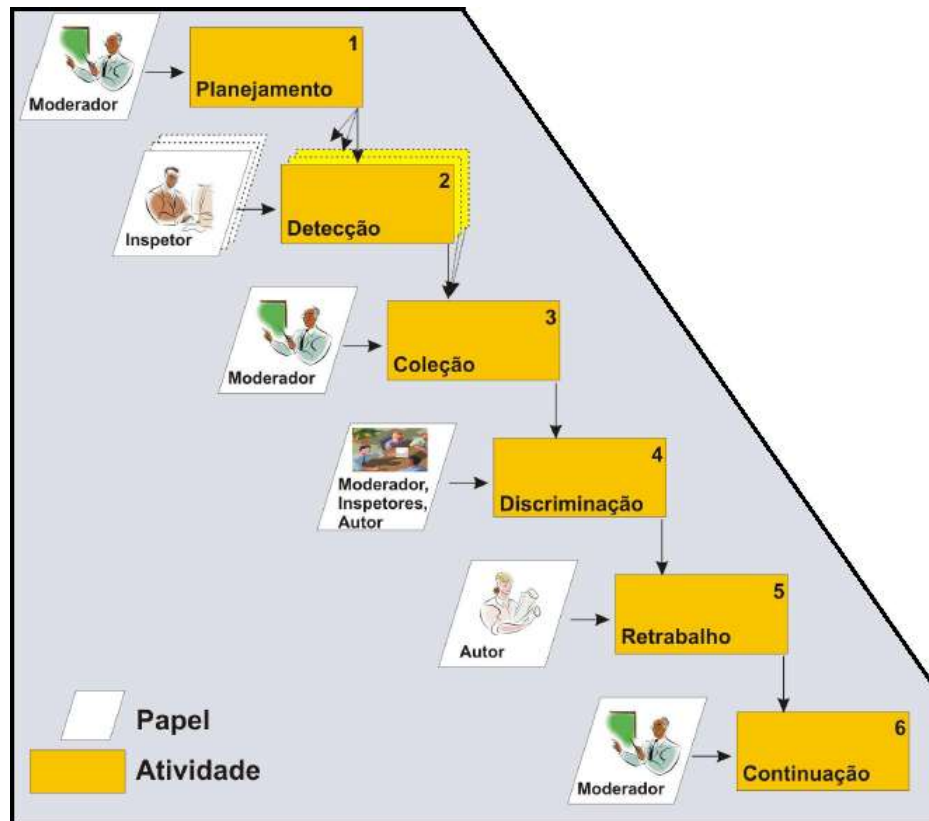 1
Planejamento
Moderador
2
Detecção
Inspetor
3
Coleção
Moderador
4
Discriminação
Moderador,
Inspetores,
Autor
5
Retrabalho
Autor
6
Continuação
Moderador
Papel
Atividade